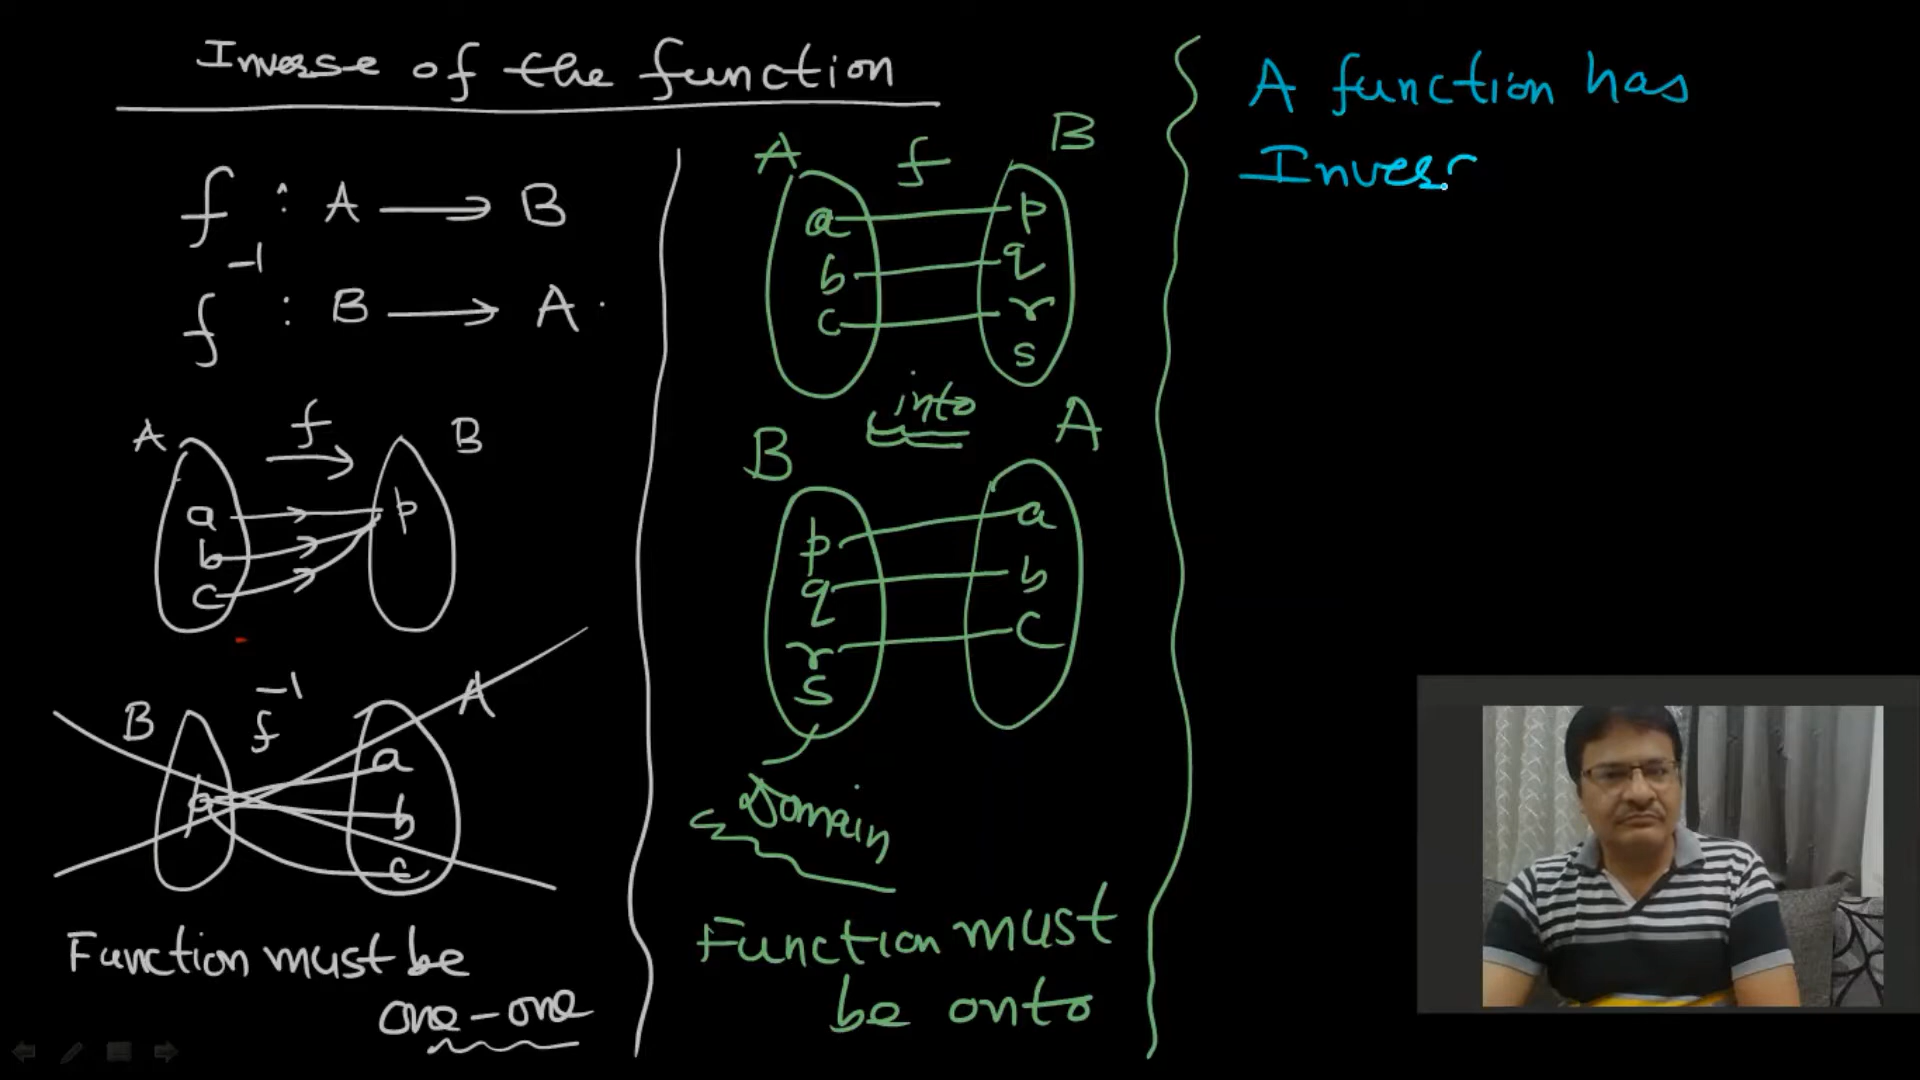 Inverse of the function
f : A → B
f⁻¹ : B → A .
A f B
a p
b
c
B f⁻¹ A
p a
b
c
Function must be
one-one
A f B
a p
b q
c r
s
into
B A
p a
q b
r c
s
Domain
Function must
be onto
A function has
Invers